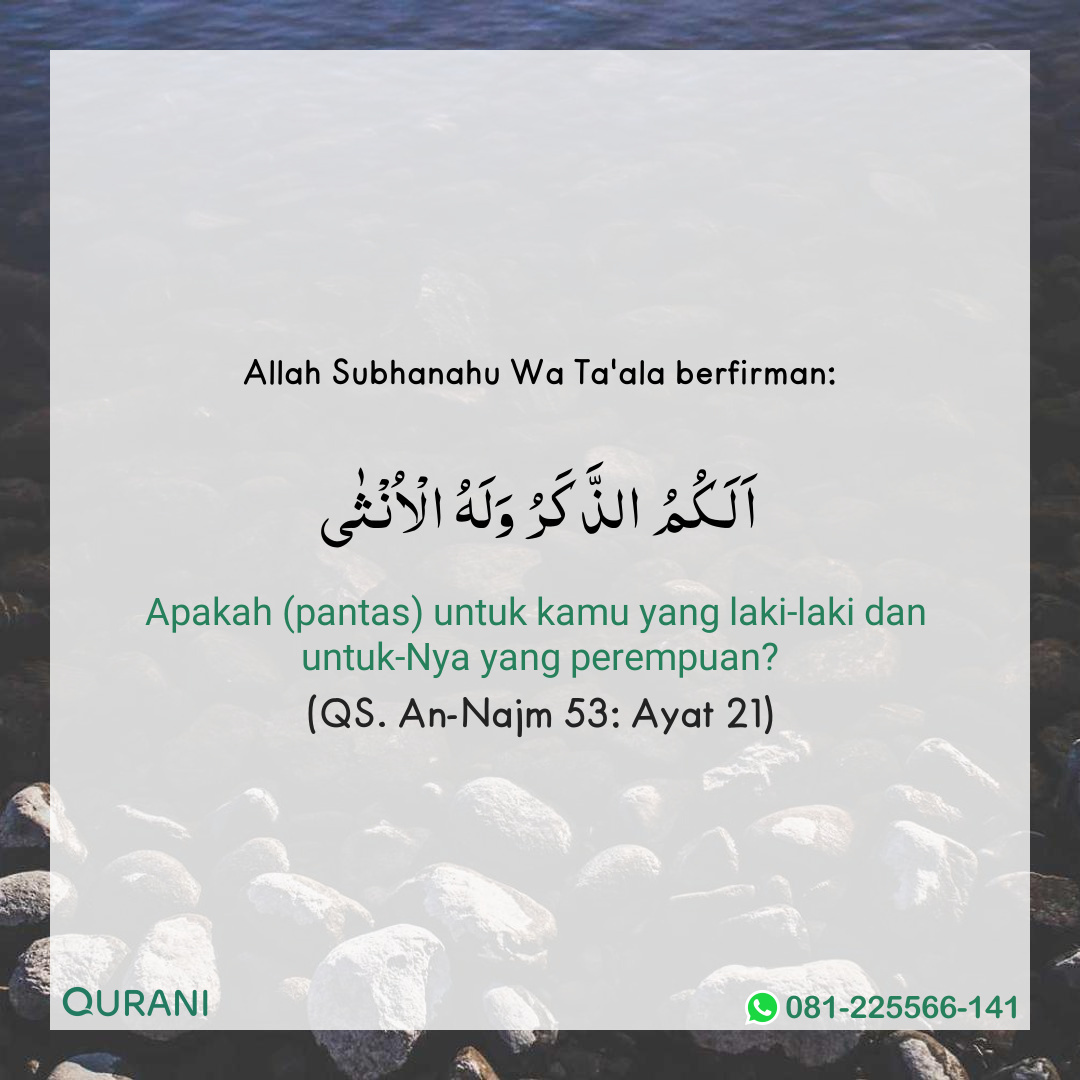 Allah Subhanahu Wa Ta'ala berfirman:
اَلَـكُمُ الذَّكَرُ وَلَهُ الْاُنْثٰى
Apakah (pantas) untuk kamu yang laki-laki dan
untuk-Nya yang perempuan?
(QS. An-Najm 53: Ayat 21)
QURANI
081-225566-141